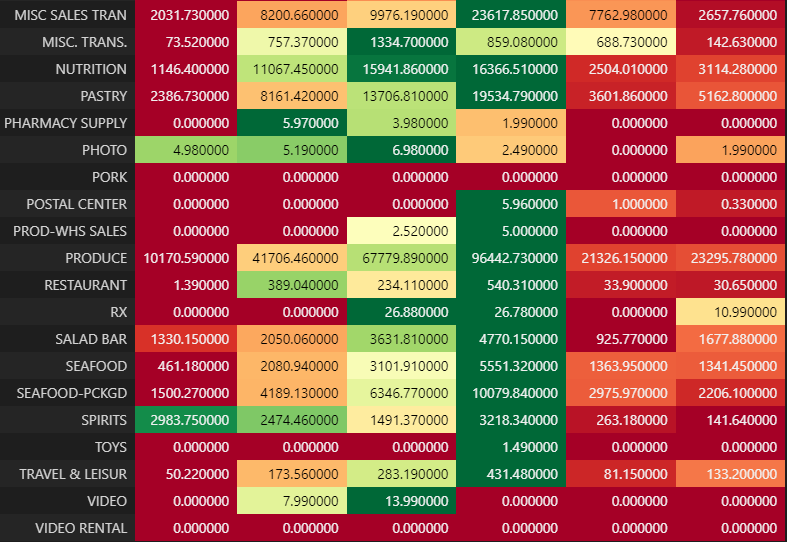 MISC SALES TRAN 2031.730000 8200.660000 9976.190000 23617.850000 7762.980000 2657.760000
MISC. TRANS. 73.520000 757.370000 1334.700000 859.080000 688.730000 142.630000
NUTRITION 1146.400000 11067.450000 15941.860000 16366.510000 2504.010000 3114.280000
PASTRY 2386.730000 8161.420000 13706.810000 19534.790000 3601.860000 5162.800000
PHARMACY SUPPLY 0.000000 5.970000 3.980000 1.990000 0.000000 0.000000
PHOTO 4.980000 5.190000 6.980000 2.490000 0.000000 1.990000
PORK 0.000000 0.000000 0.000000 0.000000 0.000000 0.000000
POSTAL CENTER 0.000000 0.000000 0.000000 5.960000 1.000000 0.330000
PROD-WHS SALES 0.000000 0.000000 2.520000 5.000000 0.000000 0.000000
PRODUCE 10170.590000 41706.460000 67779.890000 96442.730000 21326.150000 23295.780000
RESTAURANT 1.390000 389.040000 234.110000 540.310000 33.900000 30.650000
RX 0.000000 0.000000 26.880000 26.780000 0.000000 10.990000
SALAD BAR 1330.150000 2050.060000 3631.810000 4770.150000 925.770000 1677.880000
SEAFOOD 461.180000 2080.940000 3101.910000 5551.320000 1363.950000 1341.450000
SEAFOOD-PCKGD 1500.270000 4189.130000 6346.770000 10079.840000 2975.970000 2206.100000
SPIRITS 2983.750000 2474.460000 1491.370000 3218.340000 263.180000 141.640000
TOYS 0.000000 0.000000 0.000000 1.490000 0.000000 0.000000
TRAVEL & LEISUR 50.220000 173.560000 283.190000 431.480000 81.150000 133.200000
VIDEO 0.000000 7.990000 13.990000 0.000000 0.000000 0.000000
VIDEO RENTAL 0.000000 0.000000 0.000000 0.000000 0.000000 0.000000